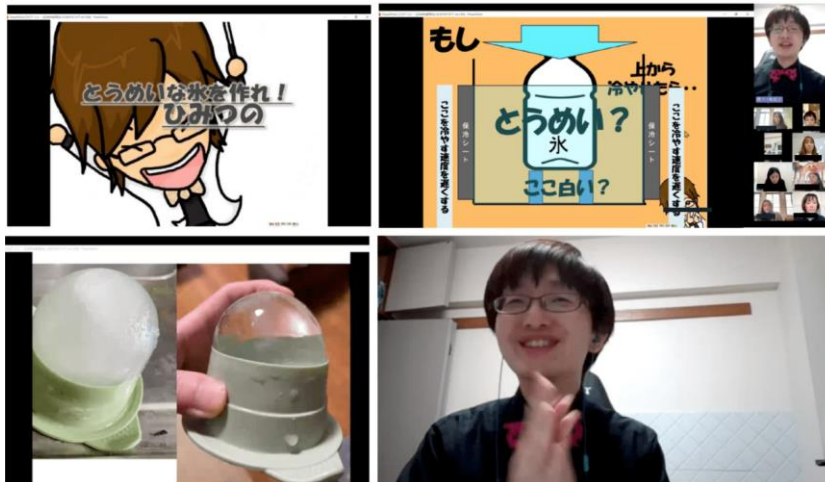 とうめいな氷を作れ！
ひみつの
もし
上から
冷やしたら・・
ここを冷やす速度を遅くする
保冷シート
とうめい？
氷
ここ白い？
保冷シート
ここを冷やす速度を遅くする